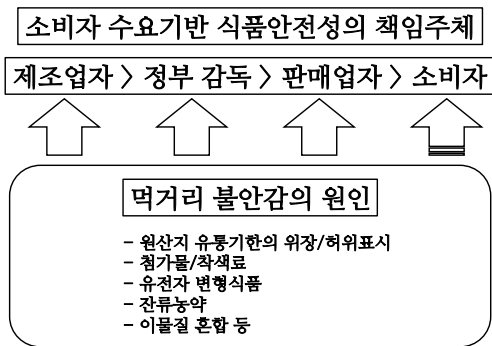 소비자 수요기반 식품안전성의 책임주체
제조업자 > 정부 감독 > 판매업자 > 소비자
먹거리 불안감의 원인
- 원산지 유통기한의 위장/허위표시
- 첨가물/착색료
- 유전자 변형식품
- 잔류농약
- 이물질 혼합 등